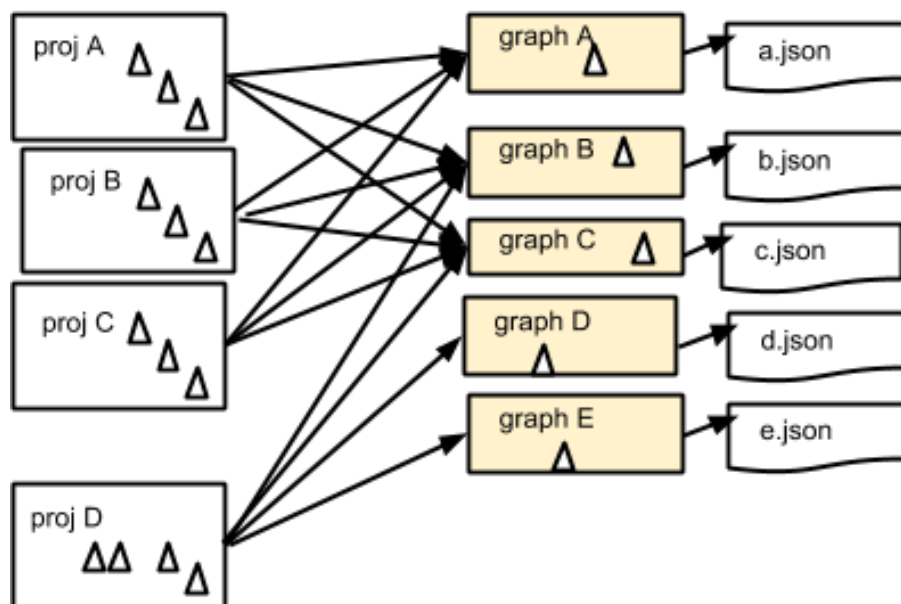 proj A
graph A
a.json
proj B
graph B
b.json
graph C
c.json
proj C
graph D
d.json
graph E
e.json
proj D